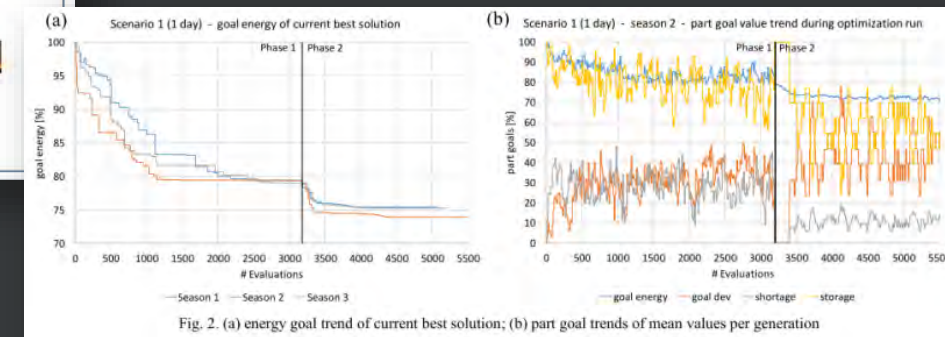 (a)
Scenario 1 (1 day) - goal energy of current best solution
Phase 1 Phase 2
100
95
90
85
80
75
70
goal energy [%]
0 500 1000 1500 2000 2500 3000 3500 4000 4500 5000 5500
# Evaluations
Season 1 Season 2 Season 3
(b)
Scenario 1 (1 day) - season 2 - part goal value trend during optimization run
Phase 1 Phase 2
100
90
80
70
60
50
40
30
20
10
0
part goals [%]
0 500 1000 1500 2000 2500 3000 3500 4000 4500 5000 550
# Evaluations
goal energy goal dev shortage storage
Fig. 2. (a) energy goal trend of current best solution; (b) part goal trends of mean values per generation